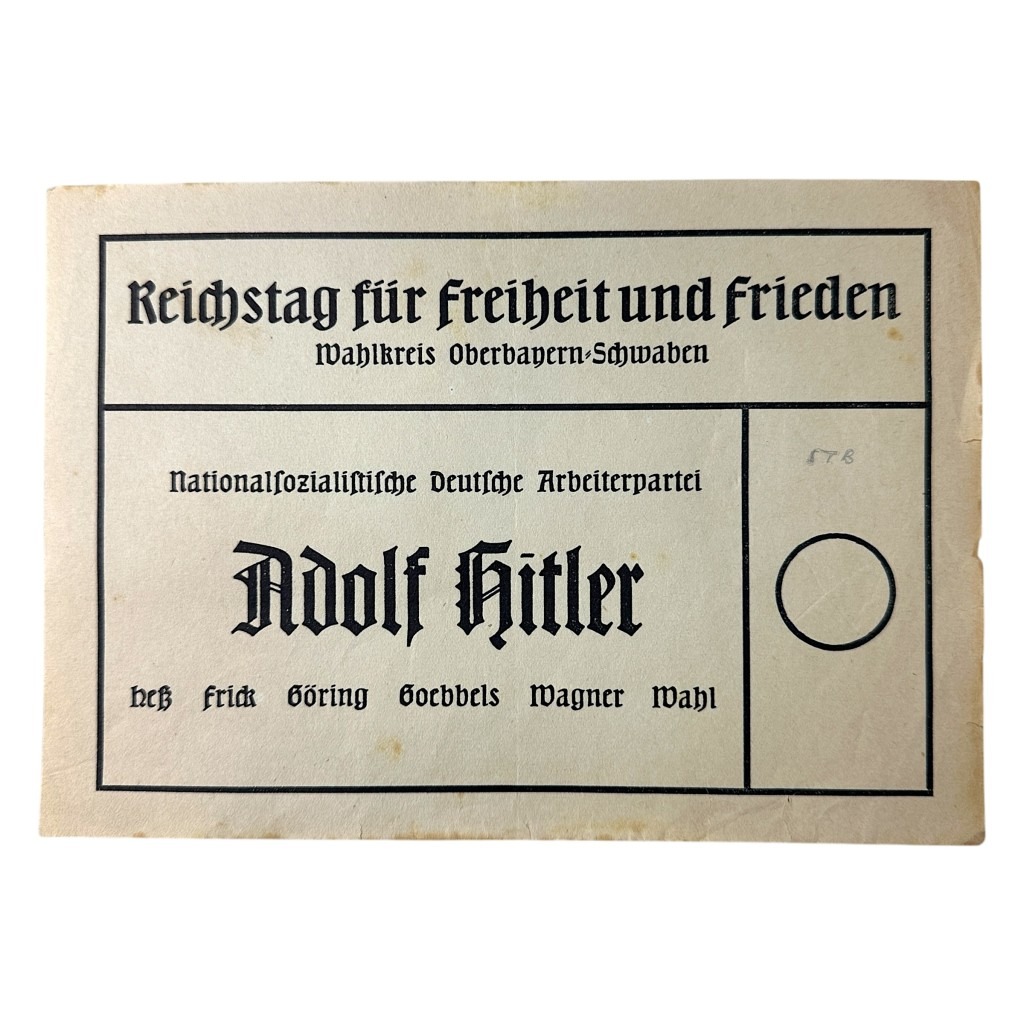 Reichstag für Freiheit und Frieden
Wahlkreis Oberbayern-Schwaben
Nationalsozialistische Deutsche Arbeiterpartei
Adolf Hitler
Heß Frick Göring Goebbels Wagner Wahl